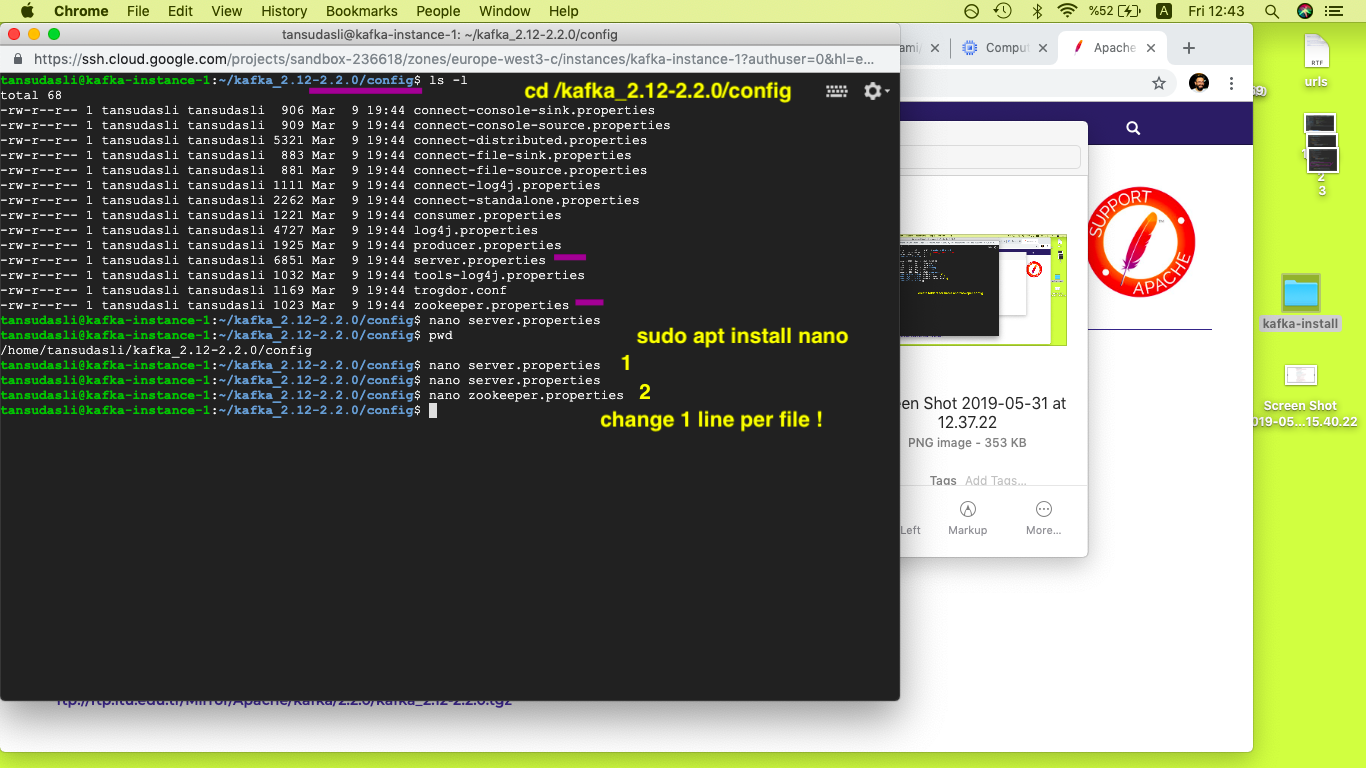 Chrome File Edit View History Bookmarks People Window Help %52 A Fri 12:43
tansudasli@kafka-instance-1: ~/kafka_2.12-2.2.0/config
https://ssh.cloud.google.com/projects/sandbox-236618/zones/europe-west3-c/instances/kafka-instance-1?authuser=0&hl=e...
tansudasli@kafka-instance-1:~/kafka_2.12-2.2.0/config$ ls -l
total 68
cd /kafka_2.12-2.2.0/config
-rw-r--r-- 1 tansudasli tansudasli 906 Mar 9 19:44 connect-console-sink.properties
-rw-r--r-- 1 tansudasli tansudasli 909 Mar 9 19:44 connect-console-source.properties
-rw-r--r-- 1 tansudasli tansudasli 5321 Mar 9 19:44 connect-distributed.properties
-rw-r--r-- 1 tansudasli tansudasli 883 Mar 9 19:44 connect-file-sink.properties
-rw-r--r-- 1 tansudasli tansudasli 881 Mar 9 19:44 connect-file-source.properties
-rw-r--r-- 1 tansudasli tansudasli 1111 Mar 9 19:44 connect-log4j.properties
-rw-r--r-- 1 tansudasli tansudasli 2262 Mar 9 19:44 connect-standalone.properties
-rw-r--r-- 1 tansudasli tansudasli 1221 Mar 9 19:44 consumer.properties
-rw-r--r-- 1 tansudasli tansudasli 4727 Mar 9 19:44 log4j.properties
-rw-r--r-- 1 tansudasli tansudasli 1925 Mar 9 19:44 producer.properties
-rw-r--r-- 1 tansudasli tansudasli 6851 Mar 9 19:44 server.properties
-rw-r--r-- 1 tansudasli tansudasli 1032 Mar 9 19:44 tools-log4j.properties
-rw-r--r-- 1 tansudasli tansudasli 1169 Mar 9 19:44 trogdor.conf
-rw-r--r-- 1 tansudasli tansudasli 1023 Mar 9 19:44 zookeeper.properties
tansudasli@kafka-instance-1:~/kafka_2.12-2.2.0/config$ nano server.properties
tansudasli@kafka-instance-1:~/kafka_2.12-2.2.0/config$ pwd
sudo apt install nano
/home/tansudasli/kafka_2.12-2.2.0/config
tansudasli@kafka-instance-1:~/kafka_2.12-2.2.0/config$ nano server.properties 1
tansudasli@kafka-instance-1:~/kafka_2.12-2.2.0/config$ nano server.properties
tansudasli@kafka-instance-1:~/kafka_2.12-2.2.0/config$ nano zookeeper.properties 2
tansudasli@kafka-instance-1:~/kafka_2.12-2.2.0/config$
change 1 line per file !
Comput
Apache
SUPPORT
APACHE
een Shot 2019-05-31 at
12.37.22
PNG image - 353 KB
Tags Add Tags...
Left Markup More...
RTF
urls
2
3
kafka-install
Screen Shot
019-05...15.40.22
ftp://ftp.itu.edu.tr/Mirror/Apache/kafka/2.2.0/kafka_2.12-2.2.0.tgz